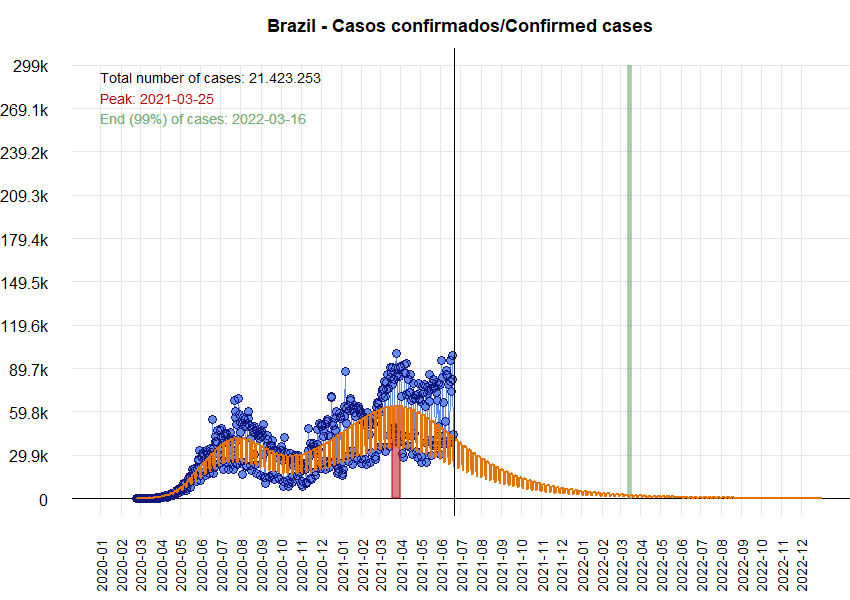 Brazil - Casos confirmados/Confirmed cases
299k
269.1k
239.2k
209.3k
179.4k
149.5k
119.6k
89.7k
59.8k
29.9k
0
Total number of cases: 21.423.253
Peak: 2021-03-25
End (99%) of cases: 2022-03-16
2020-01
2020-02
2020-03
2020-04
2020-05
2020-06
2020-07
2020-08
2020-09
2020-10
2020-11
2020-12
2021-01
2021-02
2021-03
2021-04
2021-05
2021-06
2021-07
2021-08
2021-09
2021-10
2021-11
2021-12
2022-01
2022-02
2022-03
2022-04
2022-05
2022-06
2022-07
2022-08
2022-09
2022-10
2022-11
2022-12